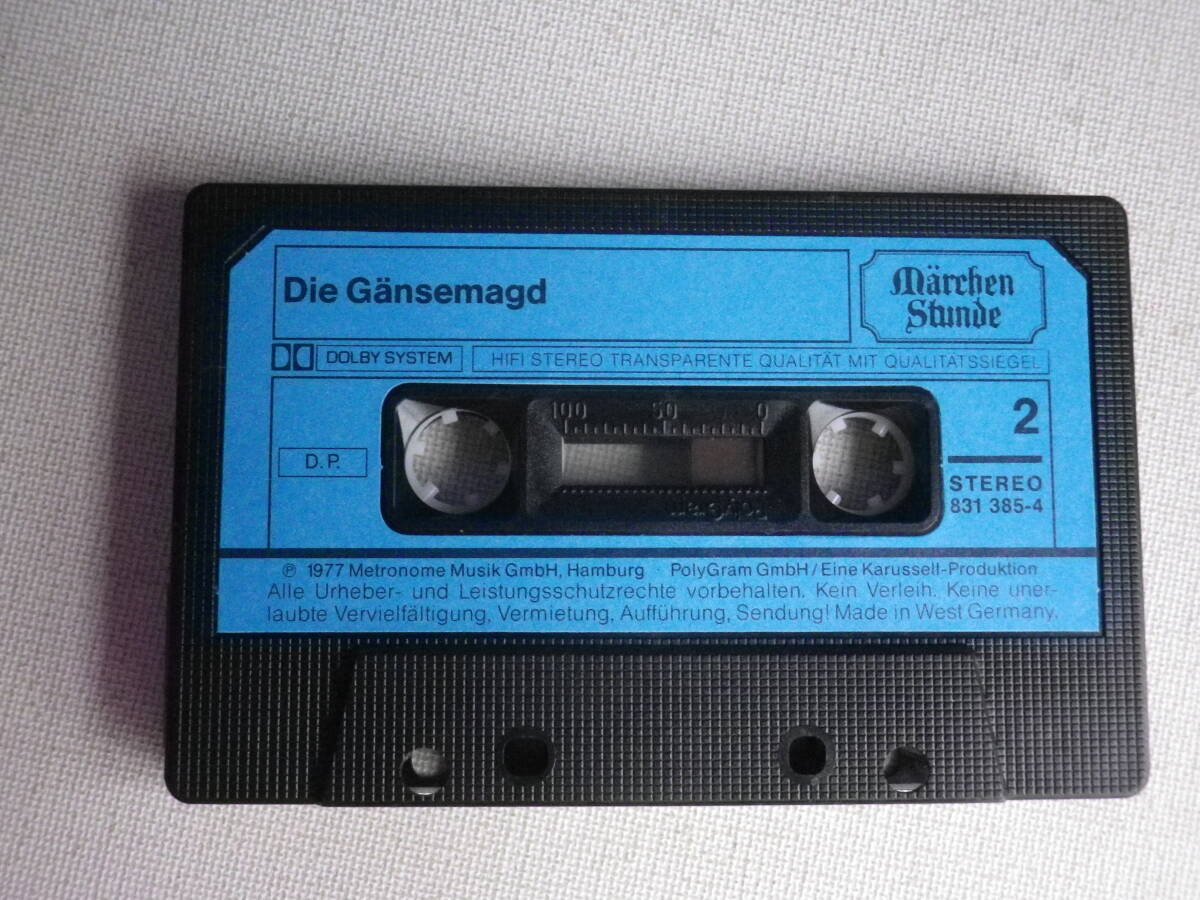 Die Gänsemagd
Märchen
Stunde
DOLBY SYSTEM
HIFI STEREO TRANSPARENTE QUALITÄT MIT QUALITÄTSSIEGEL
100 50 0
2
D.P.
STEREO
831 385-4
PolyGram
℗ 1977 Metronome Musik GmbH, Hamburg · PolyGram GmbH / Eine Karussell-Produktion
Alle Urheber- und Leistungsschutzrechte vorbehalten. Kein Verleih. Keine uner-
laubte Vervielfältigung, Vermietung, Aufführung, Sendung! Made in West Germany.